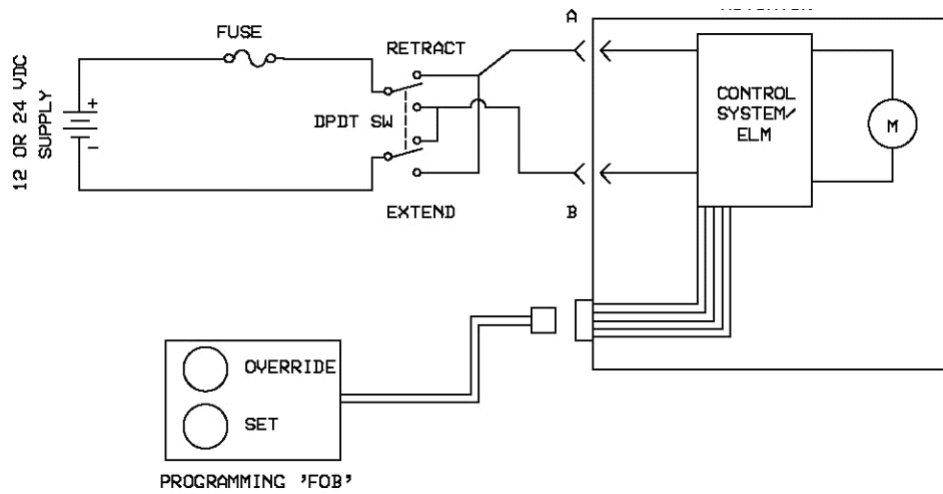 FUSE
RETRACT
A
12 OR 24 VDC
SUPPLY
+
-
DPDT SW
EXTEND
B
CONTROL
SYSTEM/
ELM
M
OVERRIDE
SET
PROGRAMMING 'FOB'